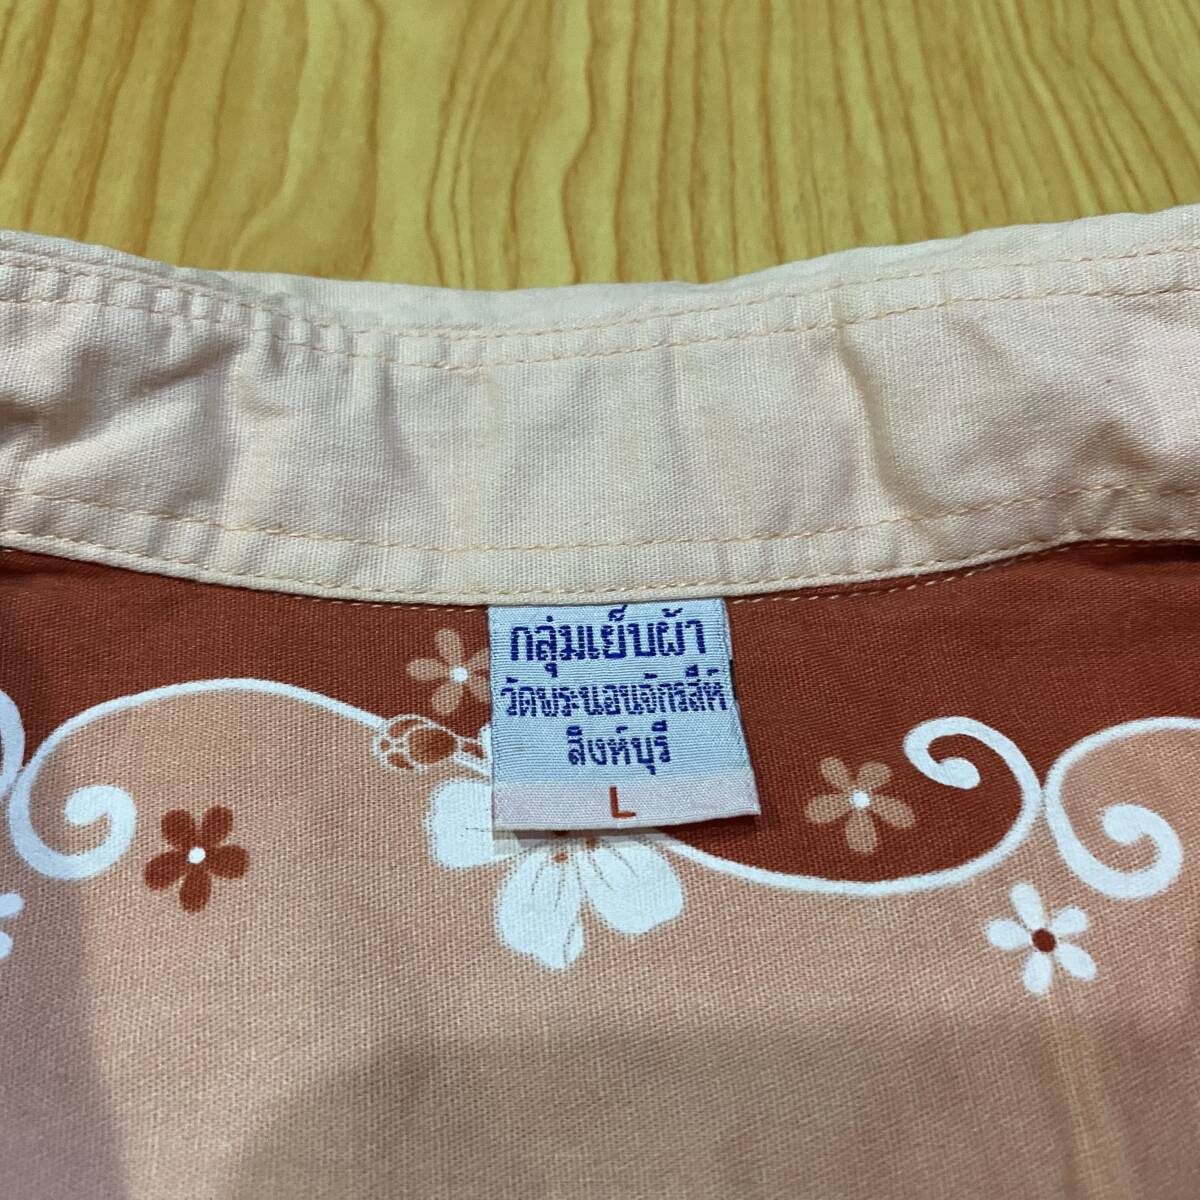 กลุ่มเย็บผ้า
วัดพระนอนจักรสีห์
สิงห์บุรี
L